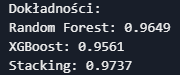 Dokładności:
Random Forest: 0.9649
XGBoost: 0.9561
Stacking: 0.9737